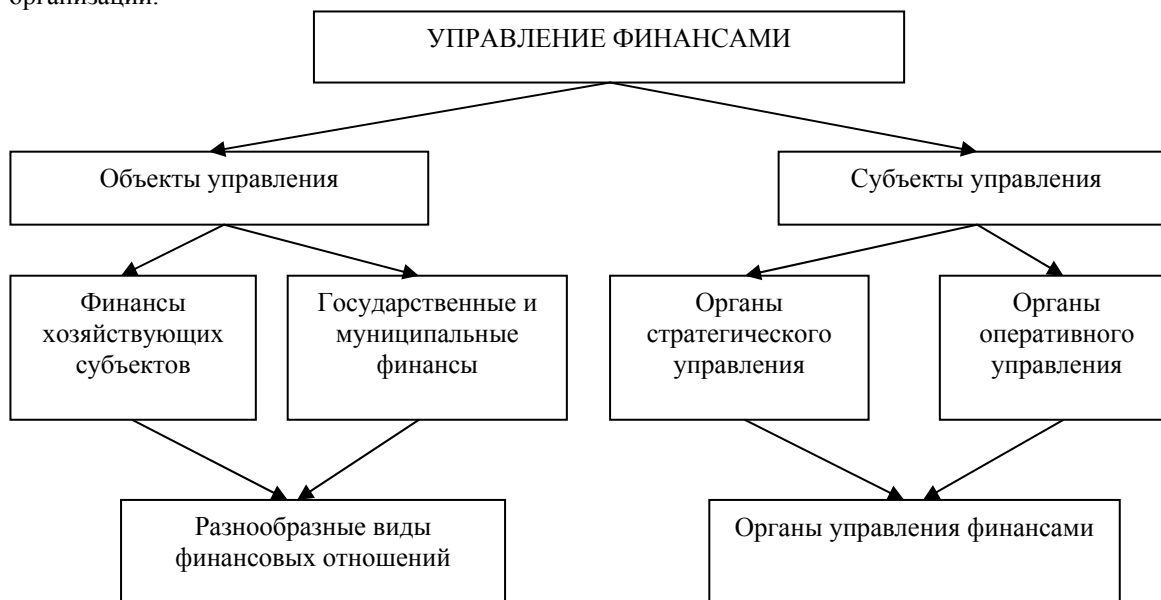 организации.
УПРАВЛЕНИЕ ФИНАНСАМИ
Объекты управления
Субъекты управления
Финансы
хозяйствующих
субъектов
Государственные и
муниципальные
финансы
Органы
стратегического
управления
Органы
оперативного
управления
Разнообразные виды
финансовых отношений
Органы управления финансами